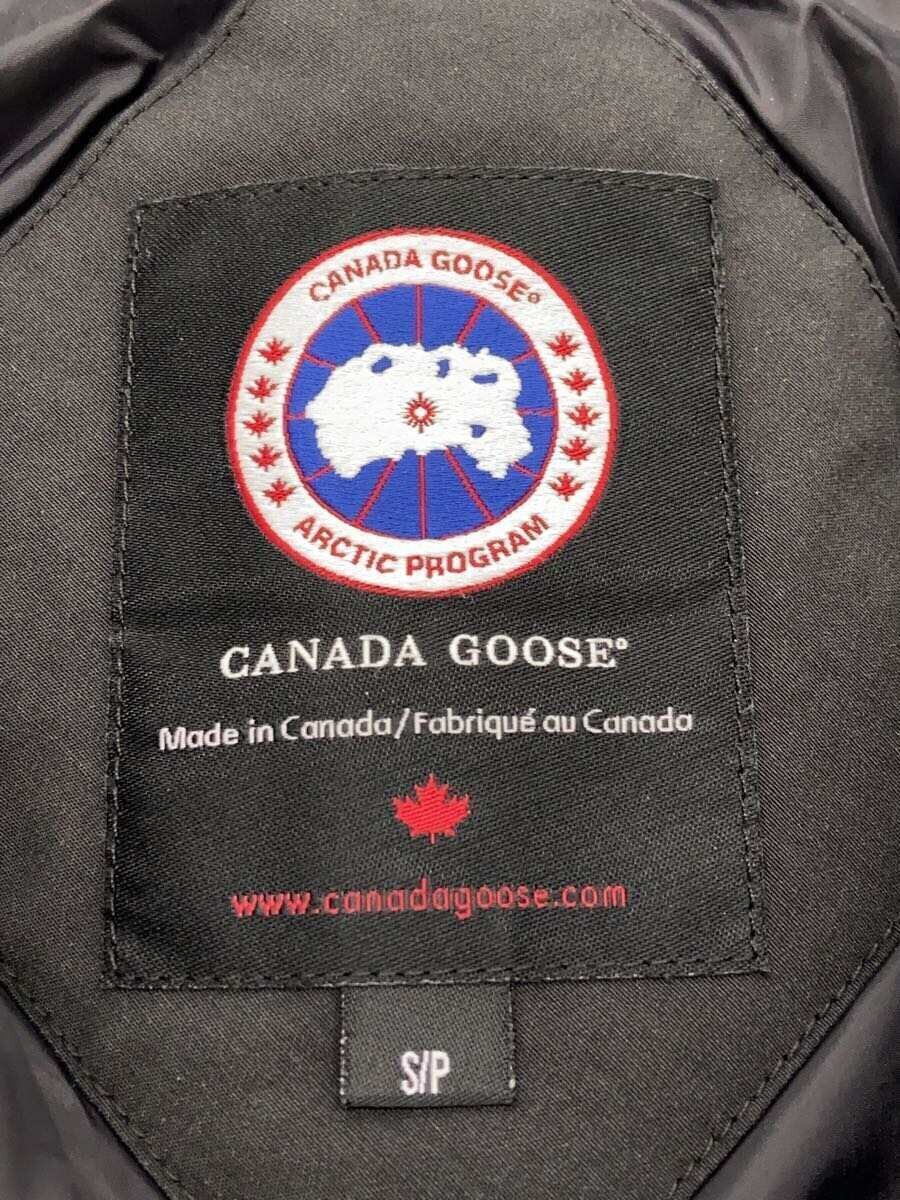 CANADA GOOSE®
ARCTIC PROGRAM
CANADA GOOSE®
Made in Canada/Fabriqué au Canada
www.canadagoose.com
S/P